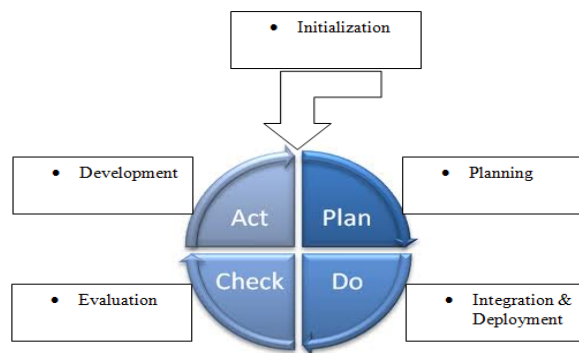 • Initialization
• Development
• Planning
Act
Plan
Check
Do
• Evaluation
• Integration &
Deployment